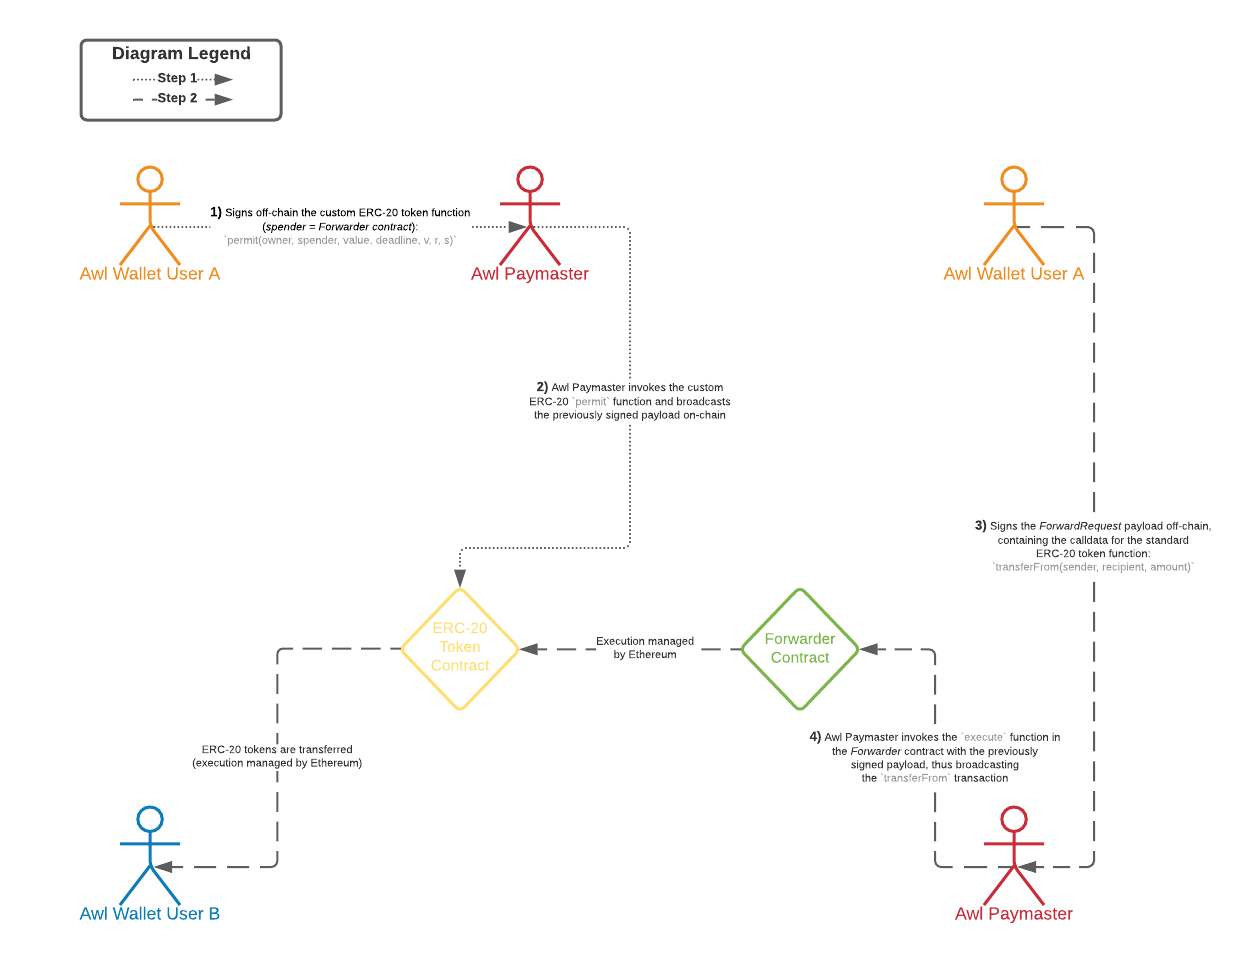 Diagram Legend
Step 1
Step 2
1) Signs off-chain the custom ERC-20 token function
(spender = Forwarder contract):
`permit(owner, spender, value, deadline, v, r, s)`
Awl Wallet User A
Awl Paymaster
Awl Wallet User A
2) Awl Paymaster invokes the custom
ERC-20 `permit` function and broadcasts
the previously signed payload on-chain
3) Signs the ForwardRequest payload off-chain,
containing the calldata for the standard
ERC-20 token function:
`transferFrom(sender, recipient, amount)`
ERC-20
Token
Contract
Execution managed
by Ethereum
Forwarder
Contract
4) Awl Paymaster invokes the `execute` function in
the Forwarder contract with the previously
signed payload, thus broadcasting
the `transferFrom` transaction
ERC-20 tokens are transferred
(execution managed by Ethereum)
Awl Wallet User B
Awl Paymaster